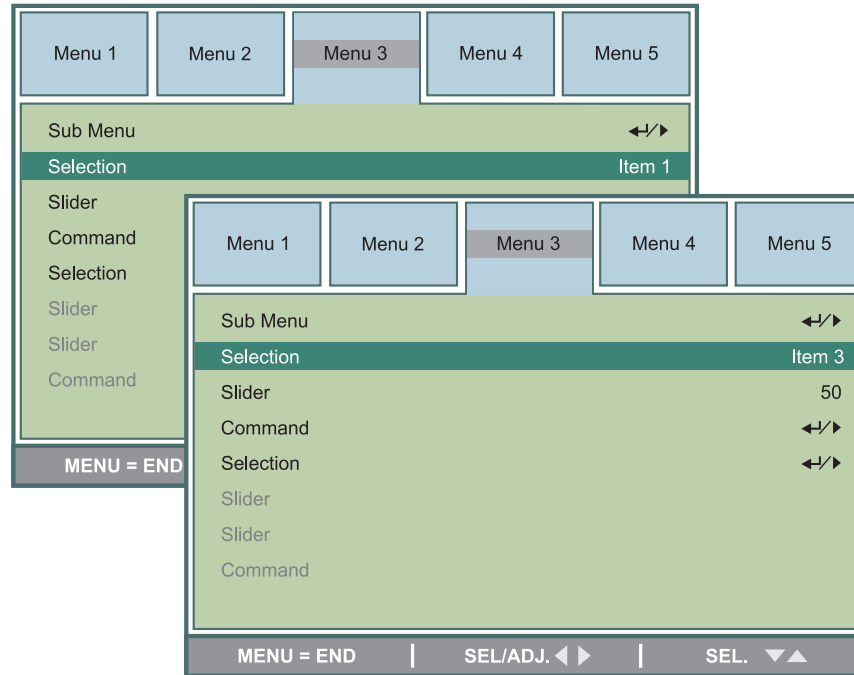 Menu 1 Menu 2 Menu 3 Menu 4 Menu 5
Sub Menu
Selection Item 1
Slider
Command
Selection
Slider
Slider
Command
MENU = END
Menu 1 Menu 2 Menu 3 Menu 4 Menu 5
Sub Menu
Selection Item 3
Slider 50
Command
Selection
Slider
Slider
Command
MENU = END SEL/ADJ. SEL.